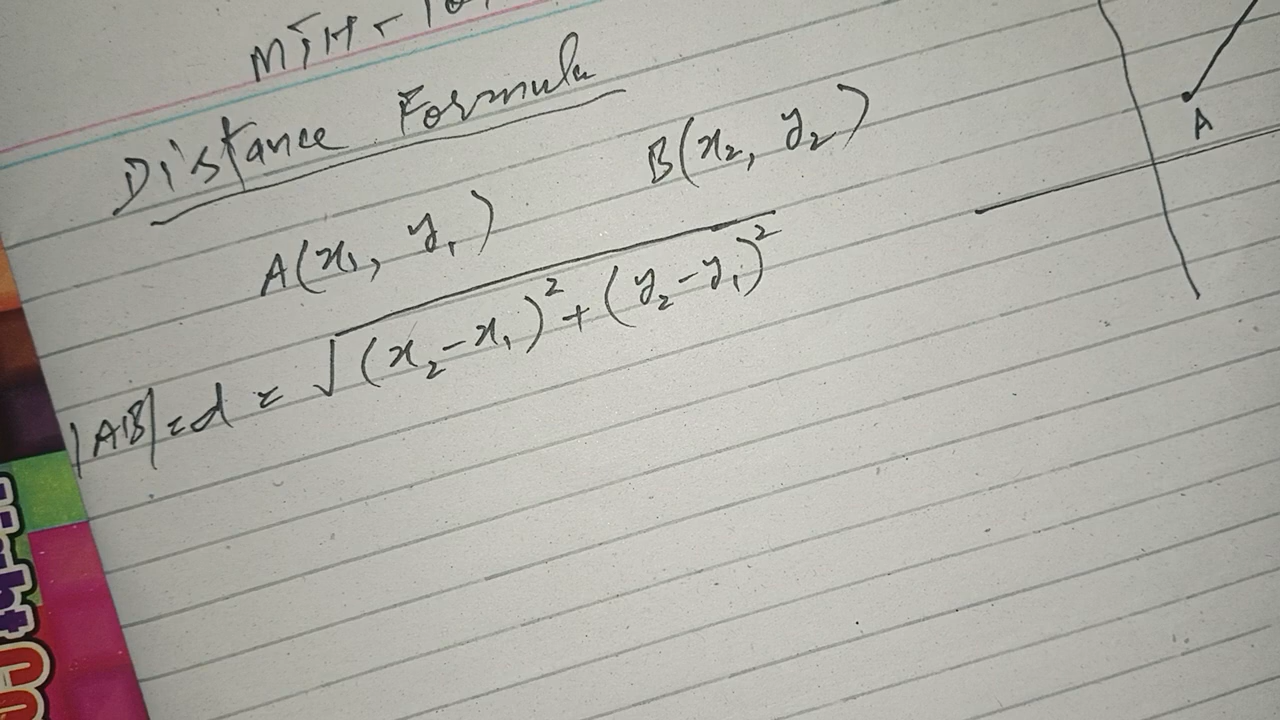 Distance Formula
A(x₁, y₁) B(x₂, y₂)
|AB| = d = √(x₂-x₁)² + (y₂-y₁)²
A